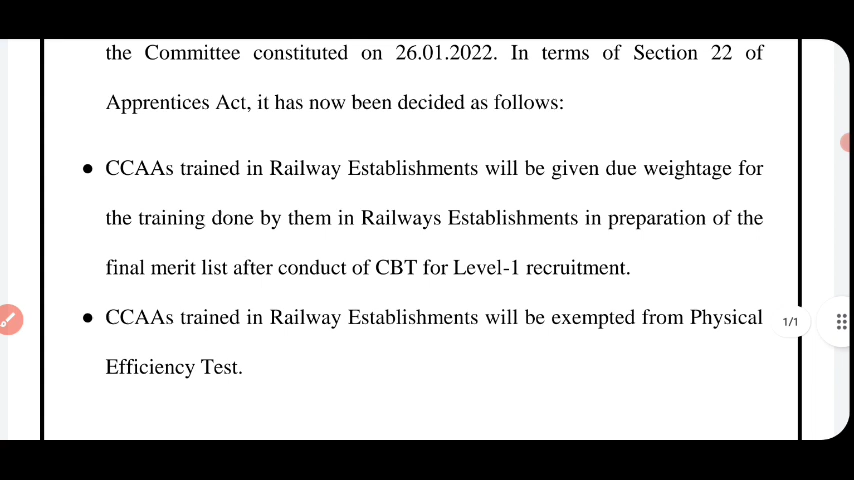 the Committee constituted on 26.01.2022. In terms of Section 22 of
Apprentices Act, it has now been decided as follows:
● CCAAs trained in Railway Establishments will be given due weightage for
the training done by them in Railways Establishments in preparation of the
final merit list after conduct of CBT for Level-1 recruitment.
● CCAAs trained in Railway Establishments will be exempted from Physical
Efficiency Test.
1/1